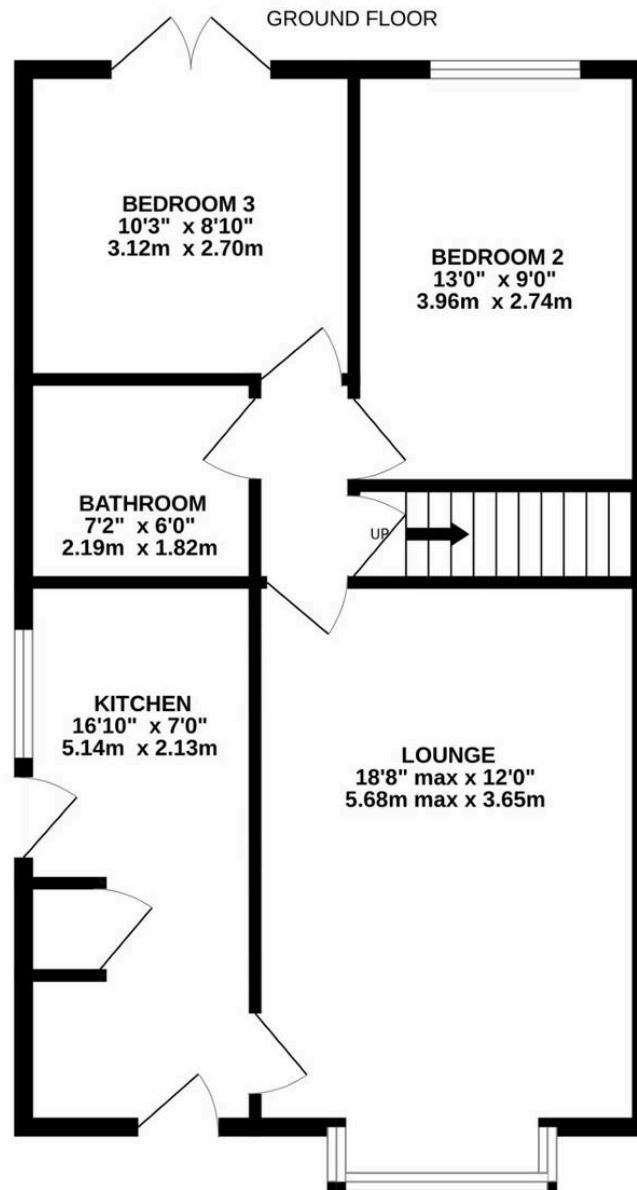 GROUND FLOOR
BEDROOM 3
10'3" x 8'10"
3.12m x 2.70m
BEDROOM 2
13'0" x 9'0"
3.96m x 2.74m
BATHROOM
7'2" x 6'0"
2.19m x 1.82m
UP
KITCHEN
16'10" x 7'0"
5.14m x 2.13m
LOUNGE
18'8" max x 12'0"
5.68m max x 3.65m